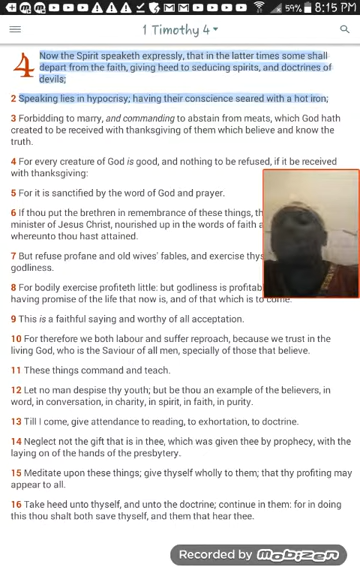 59% 8:15 PM
1 Timothy 4
4 Now the Spirit speaketh expressly, that in the latter times some shall
depart from the faith, giving heed to seducing spirits, and doctrines of
devils;
2 Speaking lies in hypocrisy; having their conscience seared with a hot iron;
3 Forbidding to marry, and commanding to abstain from meats, which God hath
created to be received with thanksgiving of them which believe and know the
truth.
4 For every creature of God is good, and nothing to be refused, if it be received
with thanksgiving:
5 For it is sanctified by the word of God and prayer.
6 If thou put the brethren in remembrance of these things, th
minister of Jesus Christ, nourished up in the words of faith a
whereunto thou hast attained.
7 But refuse profane and old wives' fables, and exercise thys
godliness.
8 For bodily exercise profiteth little: but godliness is profitabl
having promise of the life that now is, and of that which is to come.
9 This is a faithful saying and worthy of all acceptation.
10 For therefore we both labour and suffer reproach, because we trust in the
living God, who is the Saviour of all men, specially of those that believe.
11 These things command and teach.
12 Let no man despise thy youth; but be thou an example of the believers, in
word, in conversation, in charity, in spirit, in faith, in purity.
13 Till I come, give attendance to reading, to exhortation, to doctrine.
14 Neglect not the gift that is in thee, which was given thee by prophecy, with the
laying on of the hands of the presbytery.
15 Meditate upon these things; give thyself wholly to them; that thy profiting may
appear to all.
16 Take heed unto thyself, and unto the doctrine; continue in them: for in doing
this thou shalt both save thyself, and them that hear thee.
Recorded by mobizen